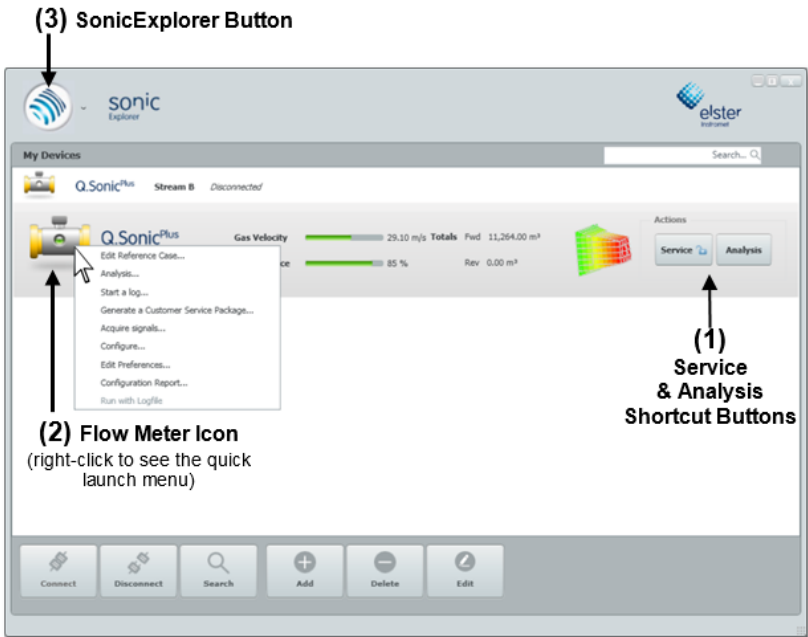 (3) SonicExplorer Button
sonic
Explorer
elster
Instromet
My Devices
Search...
Q.SonicPlus Stream B Disconnected
Q.SonicPlus
Gas Velocity 29.10 m/s Totals Fwd 11,264.00 m³
ce 85 % Rev 0.00 m³
Actions
Service Analysis
Edit Reference Case...
Analysis...
Start a log...
Generate a Customer Service Package...
Acquire signals...
Configure...
Edit Preferences...
Configuration Report...
Run with Logfile
(1)
Service
& Analysis
Shortcut Buttons
(2) Flow Meter Icon
(right-click to see the quick
launch menu)
Connect Disconnect Search Add Delete Edit